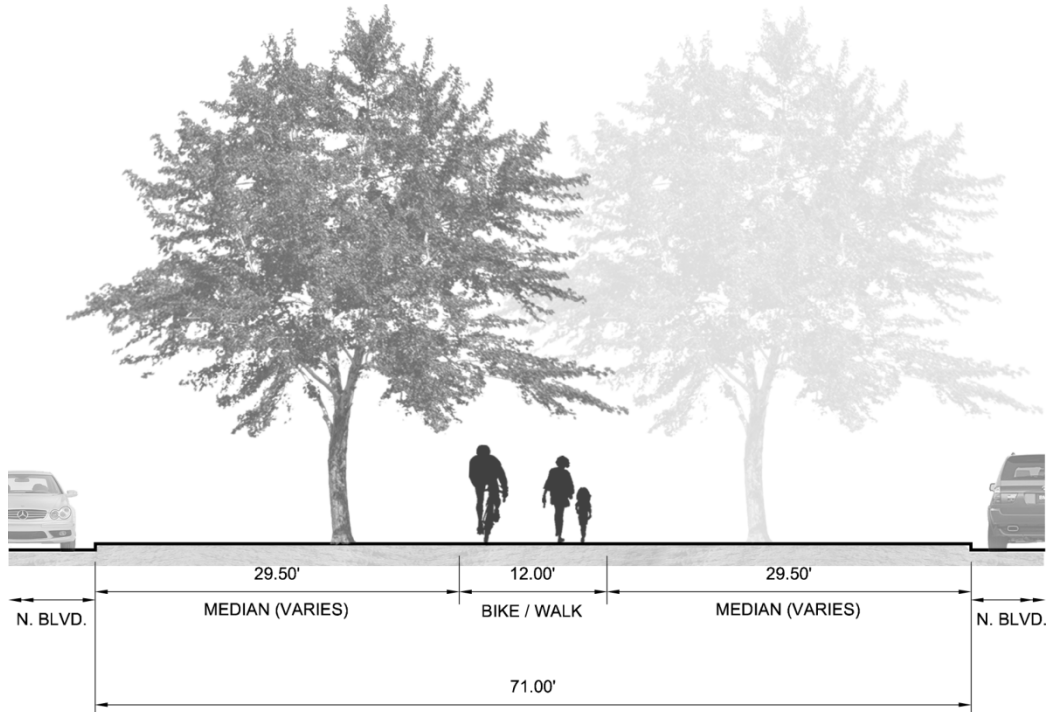 29.50' 12.00' 29.50'
N. BLVD. MEDIAN (VARIES) BIKE / WALK MEDIAN (VARIES) N. BLVD.
71.00'